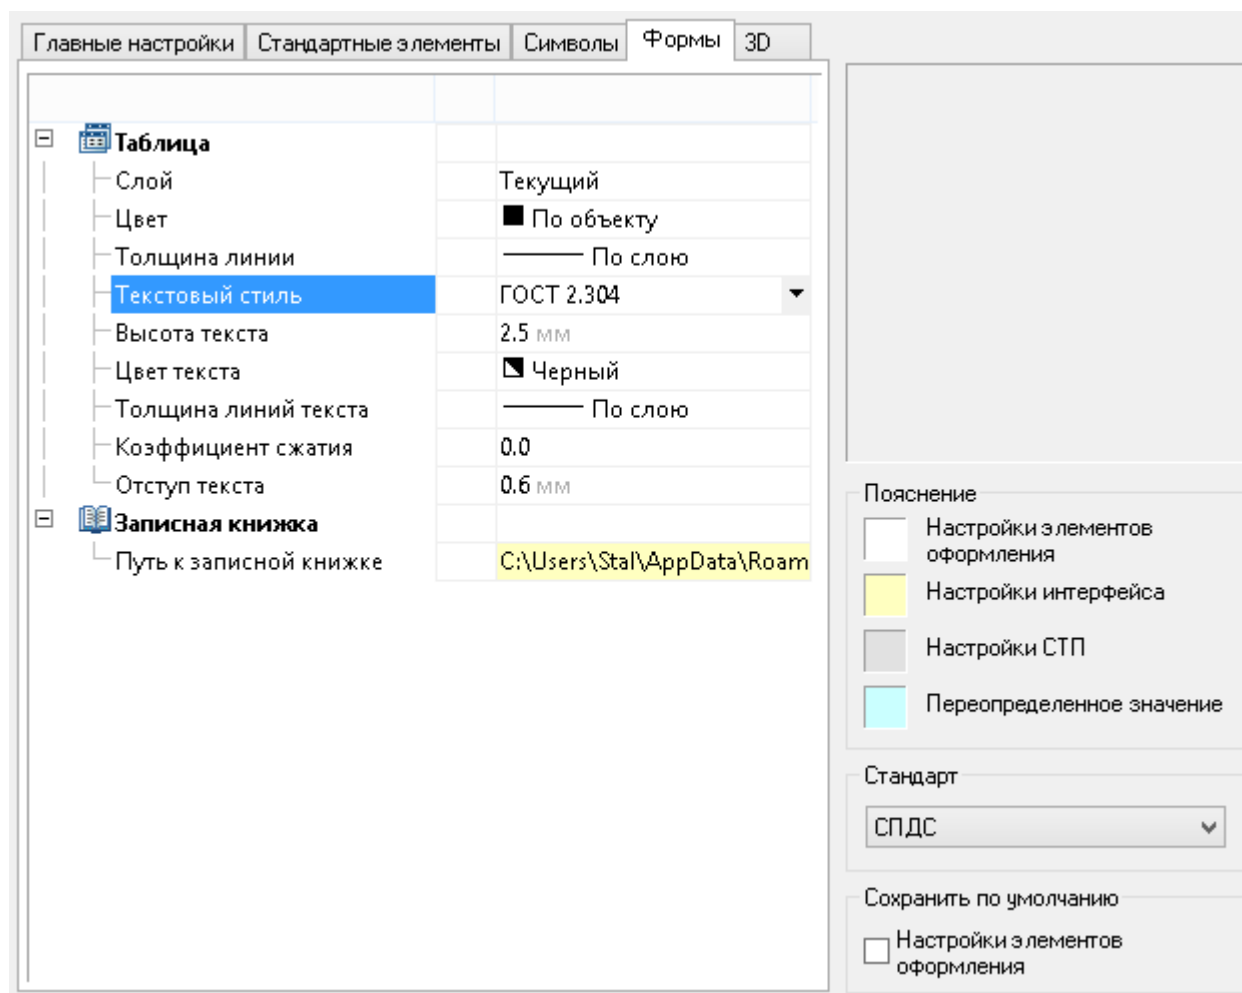 Главные настройки Стандартные элементы Символы Формы 3D
Таблица
Слой Текущий
Цвет По объекту
Толщина линии По слою
Текстовый стиль ГОСТ 2.304
Высота текста 2.5 мм
Цвет текста Черный
Толщина линий текста По слою
Коэффициент сжатия 0.0
Отступ текста 0.6 мм
Записная книжка
Путь к записной книжке C:\Users\Stal\AppData\Roam
Пояснение
Настройки элементов
оформления
Настройки интерфейса
Настройки СТП
Переопределенное значение
Стандарт
СПДС
Сохранить по умолчанию
Настройки элементов
оформления